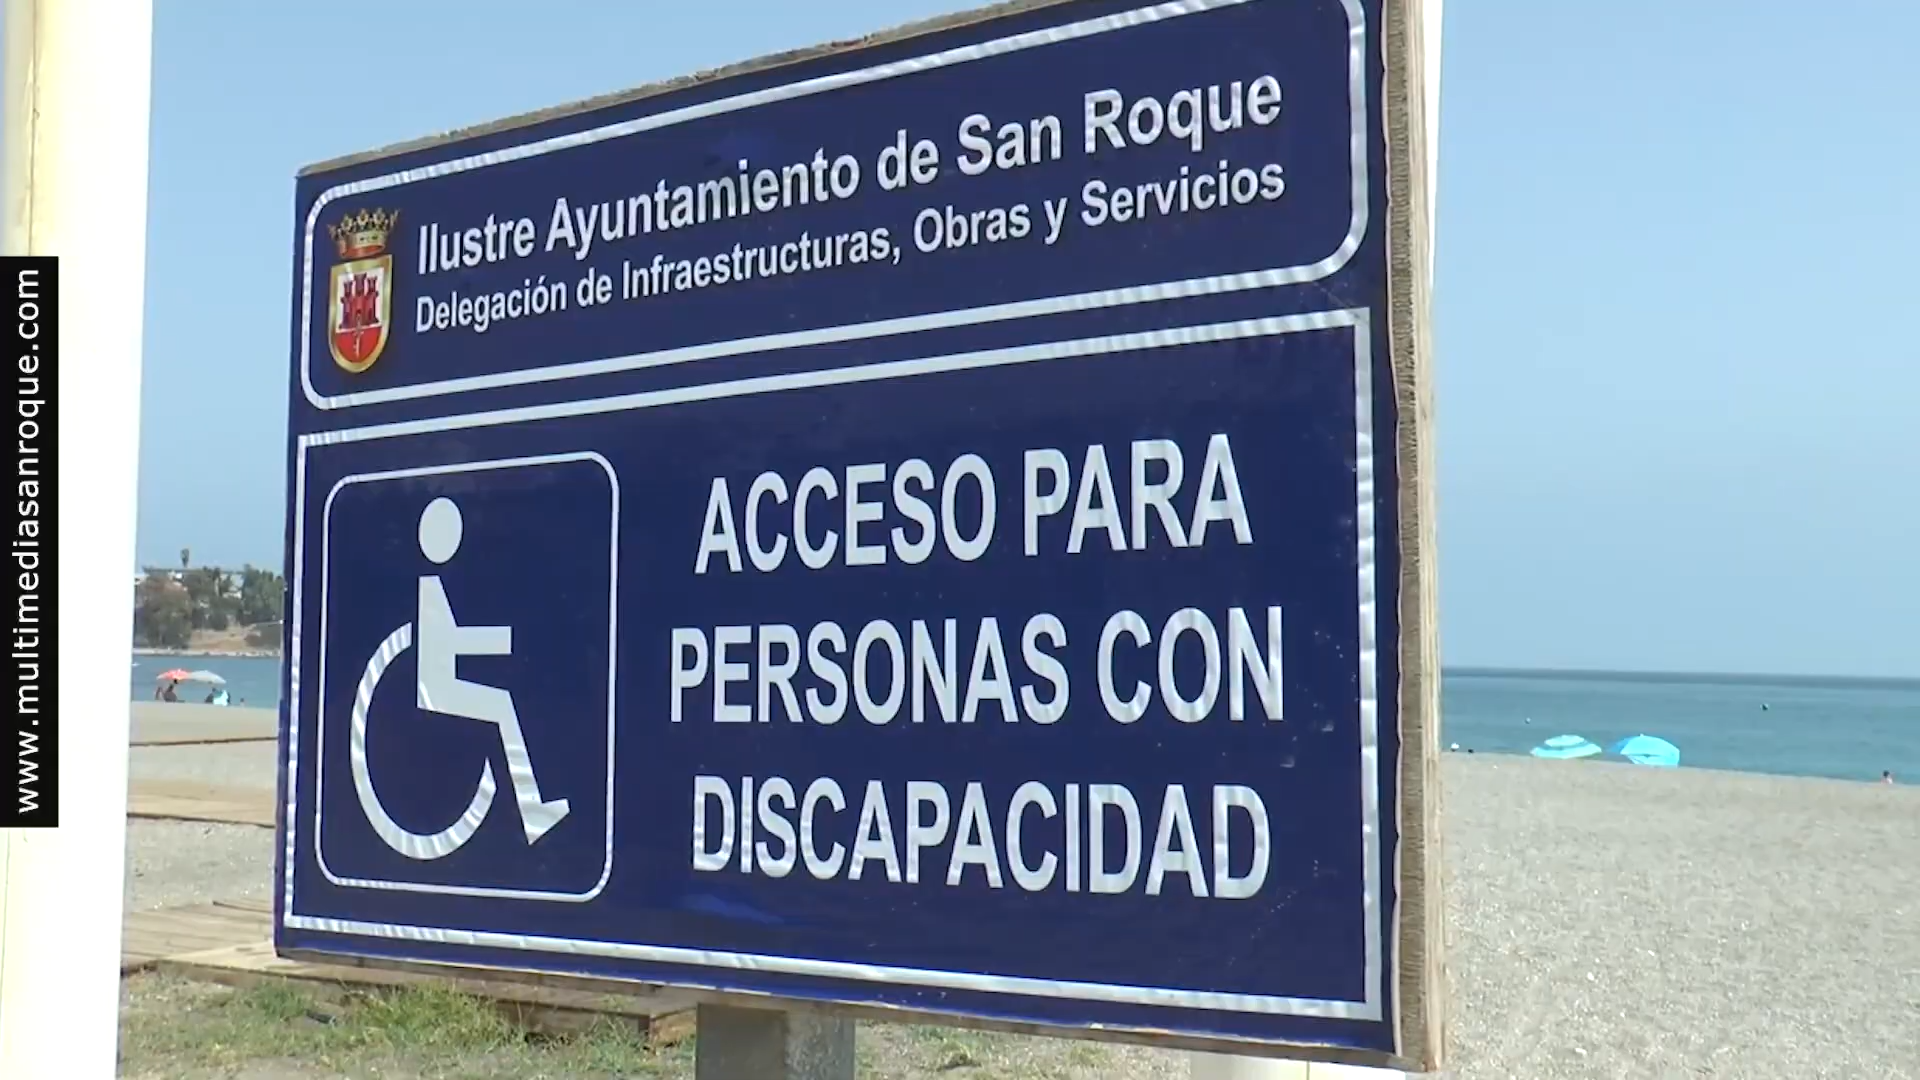 www.multimediasanroque.com
Ilustre Ayuntamiento de San Roque
Delegación de Infraestructuras, Obras y Servicios
ACCESO PARA
PERSONAS CON
DISCAPACIDAD